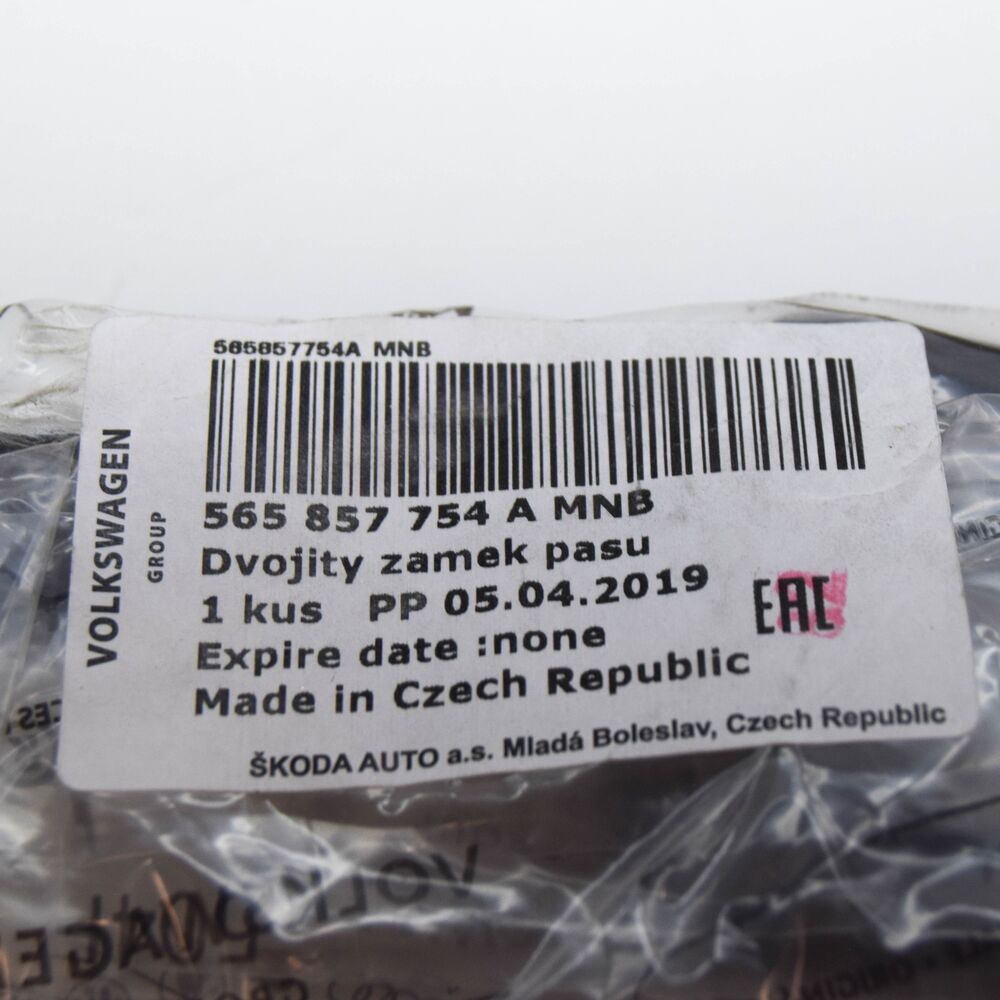 565857754A MNB
VOLKSWAGEN
GROUP
565 857 754 A MNB
Dvojity zamek pasu
1 kus PP 05.04.2019
EAC
Expire date :none
Made in Czech Republic
ŠKODA AUTO a.s. Mladá Boleslav, Czech Republic